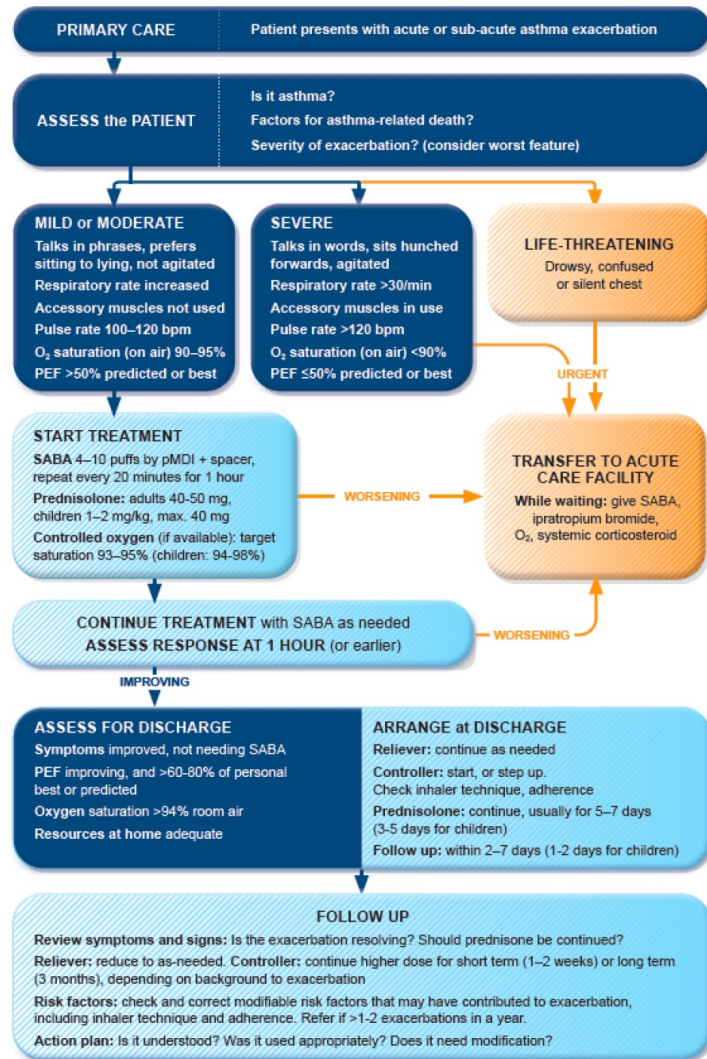 PRIMARY CARE
Patient presents with acute or sub-acute asthma exacerbation
ASSESS the PATIENT
Is it asthma?
Factors for asthma-related death?
Severity of exacerbation? (consider worst feature)
MILD or MODERATE
Talks in phrases, prefers
sitting to lying, not agitated
Respiratory rate increased
Accessory muscles not used
Pulse rate 100–120 bpm
O₂ saturation (on air) 90–95%
PEF >50% predicted or best
SEVERE
Talks in words, sits hunched
forwards, agitated
Respiratory rate >30/min
Accessory muscles in use
Pulse rate >120 bpm
O₂ saturation (on air) <90%
PEF ≤50% predicted or best
LIFE-THREATENING
Drowsy, confused
or silent chest
URGENT
START TREATMENT
SABA 4–10 puffs by pMDI + spacer,
repeat every 20 minutes for 1 hour
Prednisolone: adults 40-50 mg,
children 1–2 mg/kg, max. 40 mg
Controlled oxygen (if available): target
saturation 93–95% (children: 94-98%)
WORSENING
TRANSFER TO ACUTE
CARE FACILITY
While waiting: give SABA,
ipratropium bromide,
O₂, systemic corticosteroid
CONTINUE TREATMENT with SABA as needed
ASSESS RESPONSE AT 1 HOUR (or earlier)
WORSENING
IMPROVING
ASSESS FOR DISCHARGE
Symptoms improved, not needing SABA
PEF improving, and >60-80% of personal
best or predicted
Oxygen saturation >94% room air
Resources at home adequate
ARRANGE at DISCHARGE
Reliever: continue as needed
Controller: start, or step up.
Check inhaler technique, adherence
Prednisolone: continue, usually for 5–7 days
(3-5 days for children)
Follow up: within 2–7 days (1-2 days for children)
FOLLOW UP
Review symptoms and signs: Is the exacerbation resolving? Should prednisone be continued?
Reliever: reduce to as-needed. Controller: continue higher dose for short term (1–2 weeks) or long term
(3 months), depending on background to exacerbation
Risk factors: check and correct modifiable risk factors that may have contributed to exacerbation,
including inhaler technique and adherence. Refer if >1-2 exacerbations in a year.
Action plan: Is it understood? Was it used appropriately? Does it need modification?